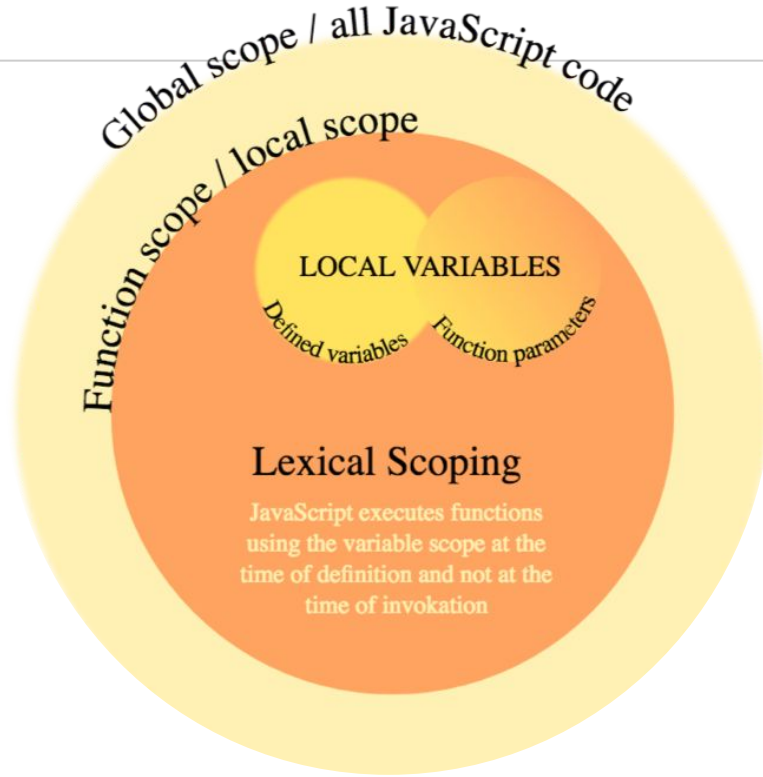 Global scope / all JavaScript code
Function scope / local scope
LOCAL VARIABLES
Defined variables
Function parameters
Lexical Scoping
JavaScript executes functions
using the variable scope at the
time of definition and not at the
time of invokation